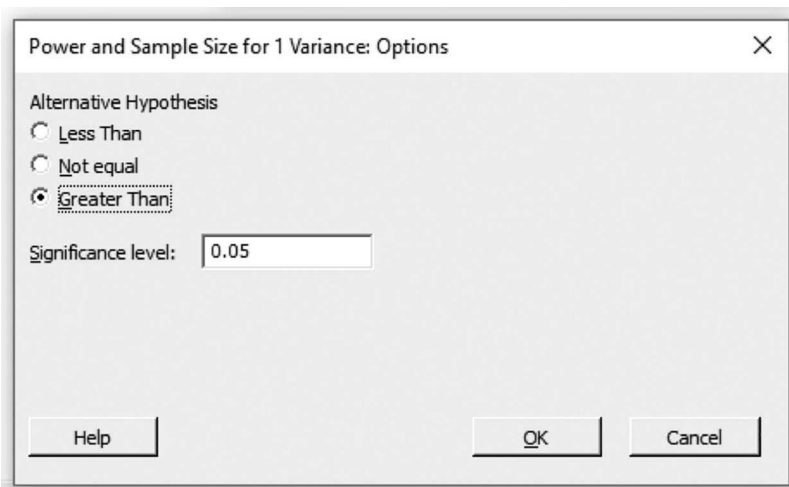 Power and Sample Size for 1 Variance: Options
Alternative Hypothesis
Less Than
Not equal
Greater Than
Significance level: 0.05
Help OK Cancel